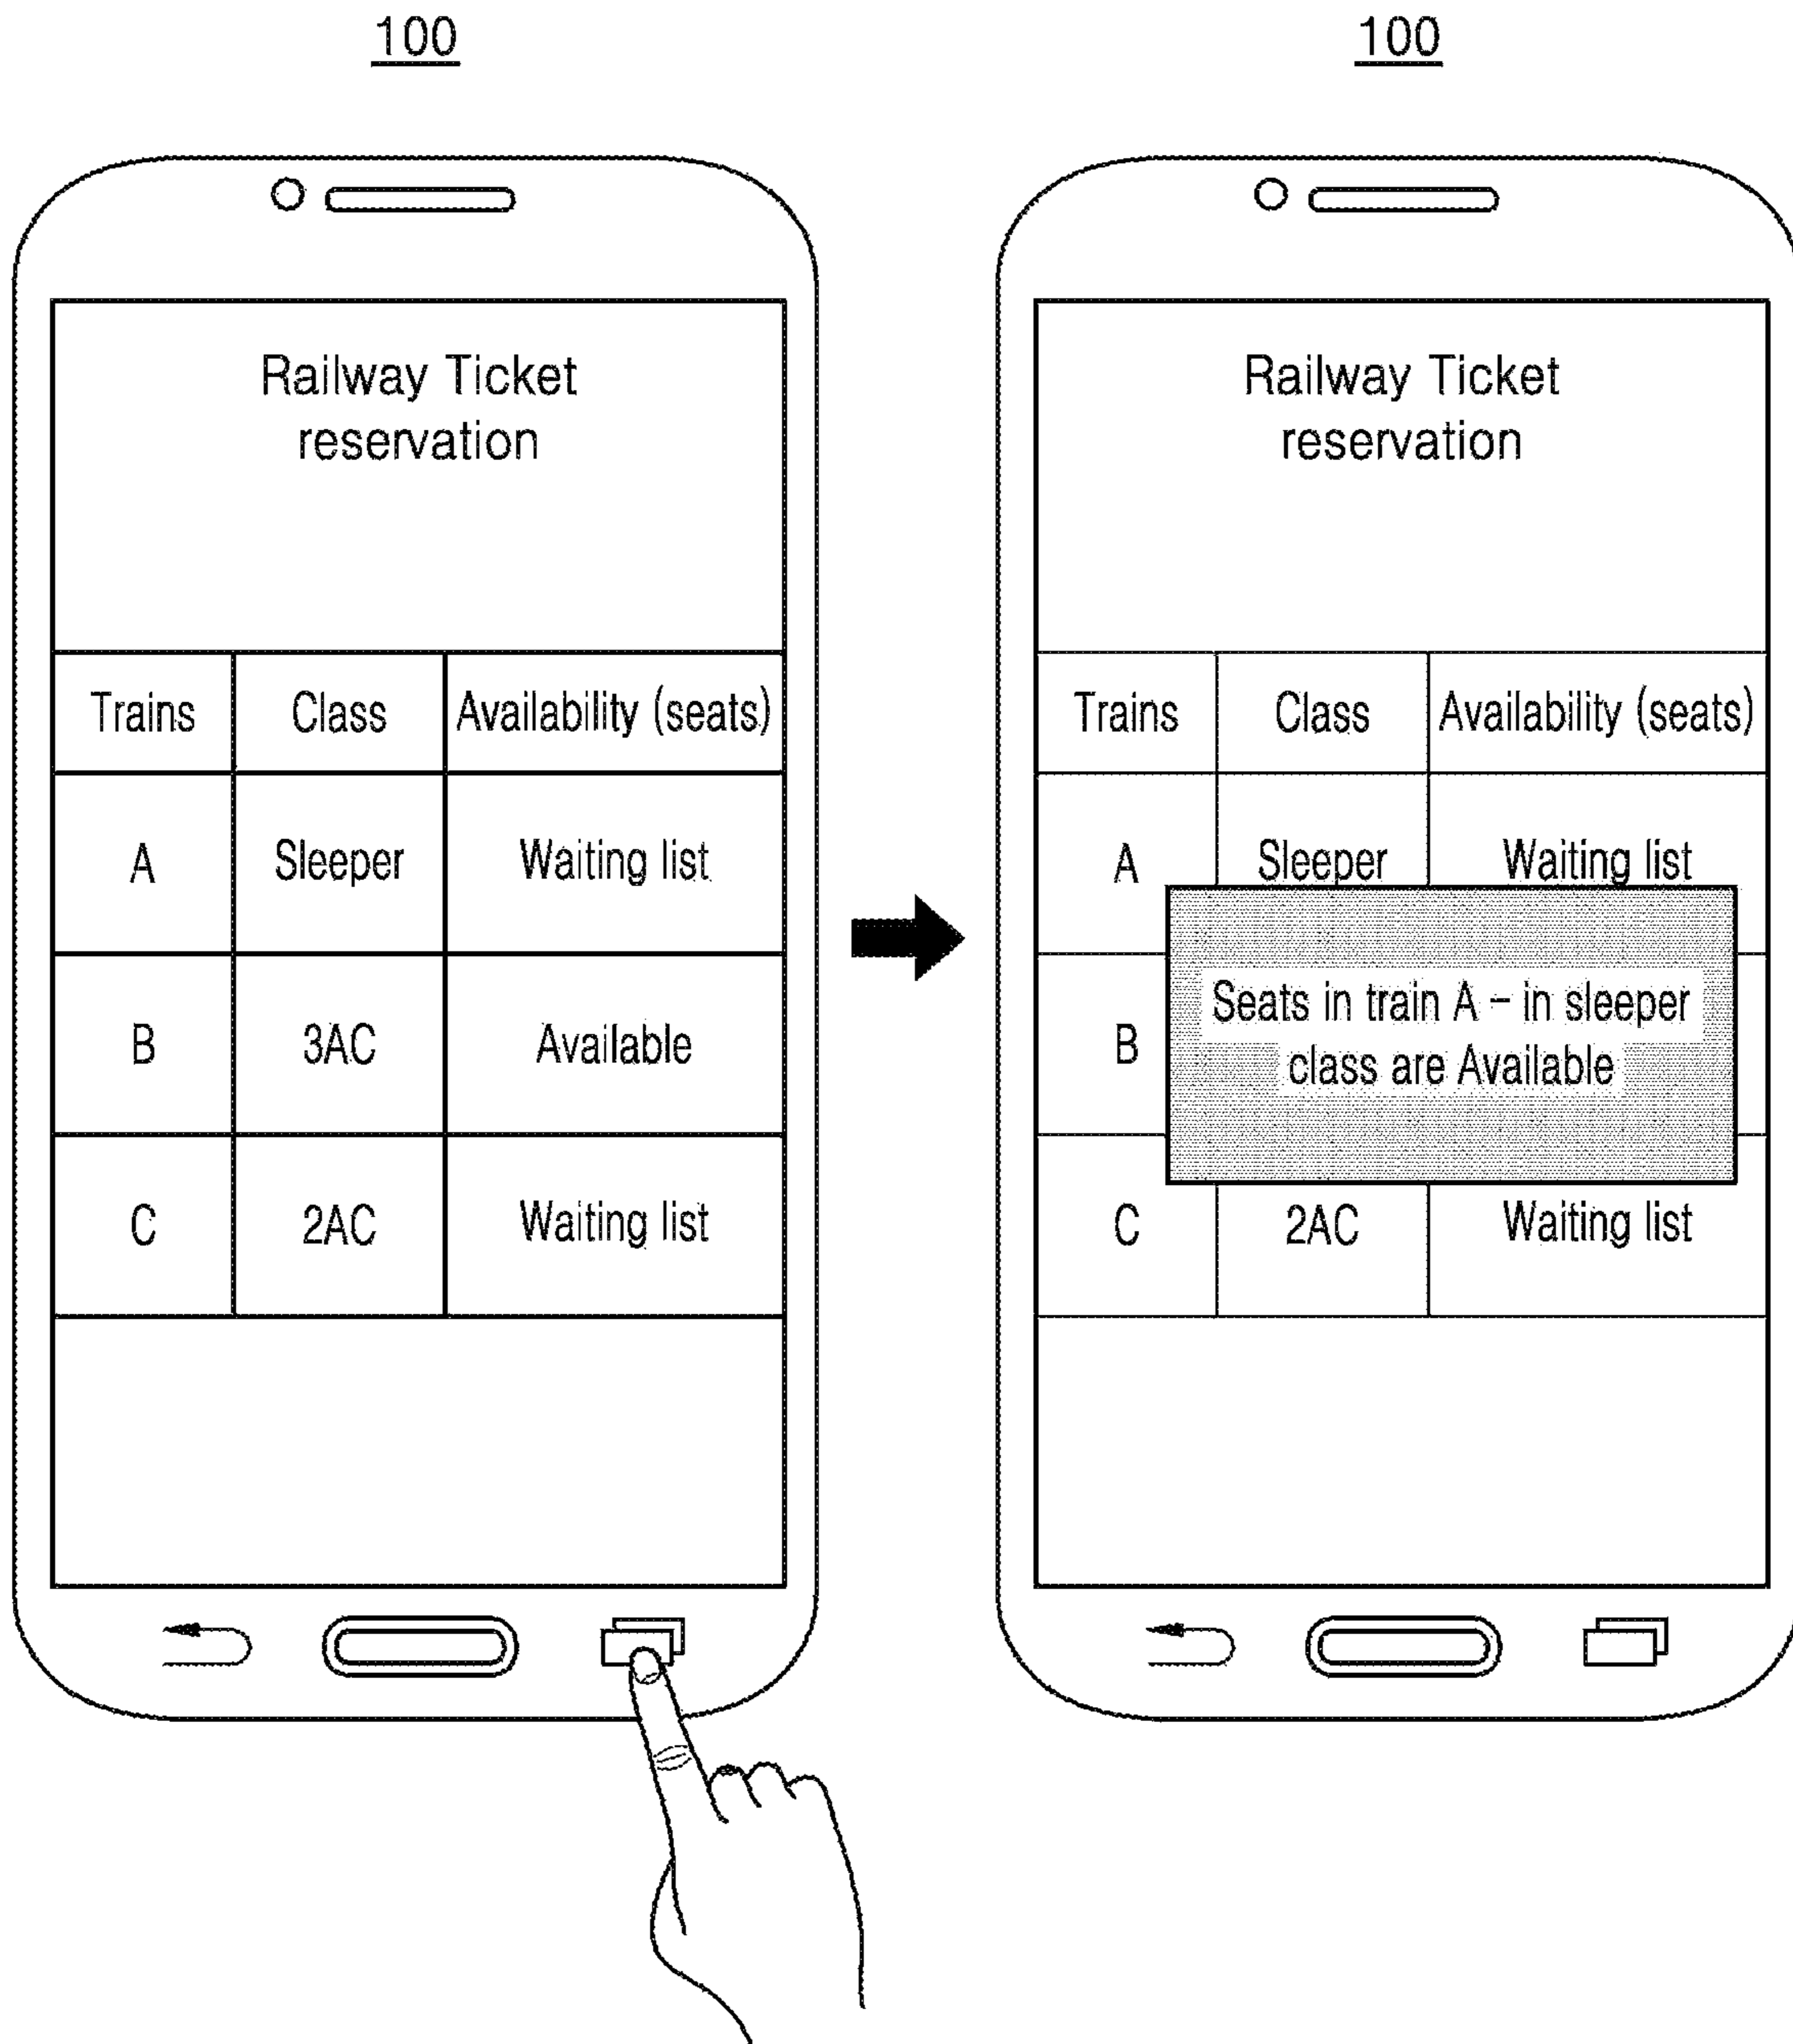 100
Railway Ticket
reservation
Trains Class Availability (seats)
A Sleeper Waiting list
B 3AC Available
C 2AC Waiting list
100
Railway Ticket
reservation
Trains Class Availability (seats)
A Sleeper Waiting list
B
Seats in train A – in sleeper
class are Available
C 2AC Waiting list